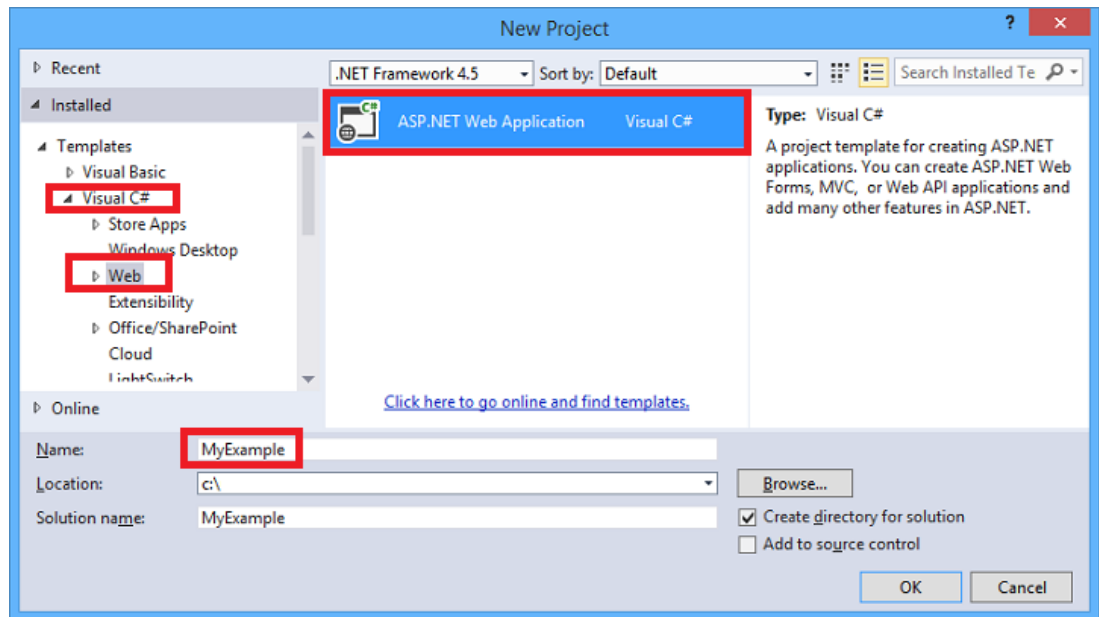 New Project
?
Recent
.NET Framework 4.5
Sort by:
Default
Search Installed Te
Installed
Templates
Visual Basic
Visual C#
Store Apps
Windows Desktop
Web
Extensibility
Office/SharePoint
Cloud
LightSwitch
Online
C#
ASP.NET Web Application
Visual C#
Click here to go online and find templates.
Type: Visual C#
A project template for creating ASP.NET
applications. You can create ASP.NET Web
Forms, MVC, or Web API applications and
add many other features in ASP.NET.
Name:
MyExample
Location:
c:\
Browse...
Solution name:
MyExample
Create directory for solution
Add to source control
OK
Cancel